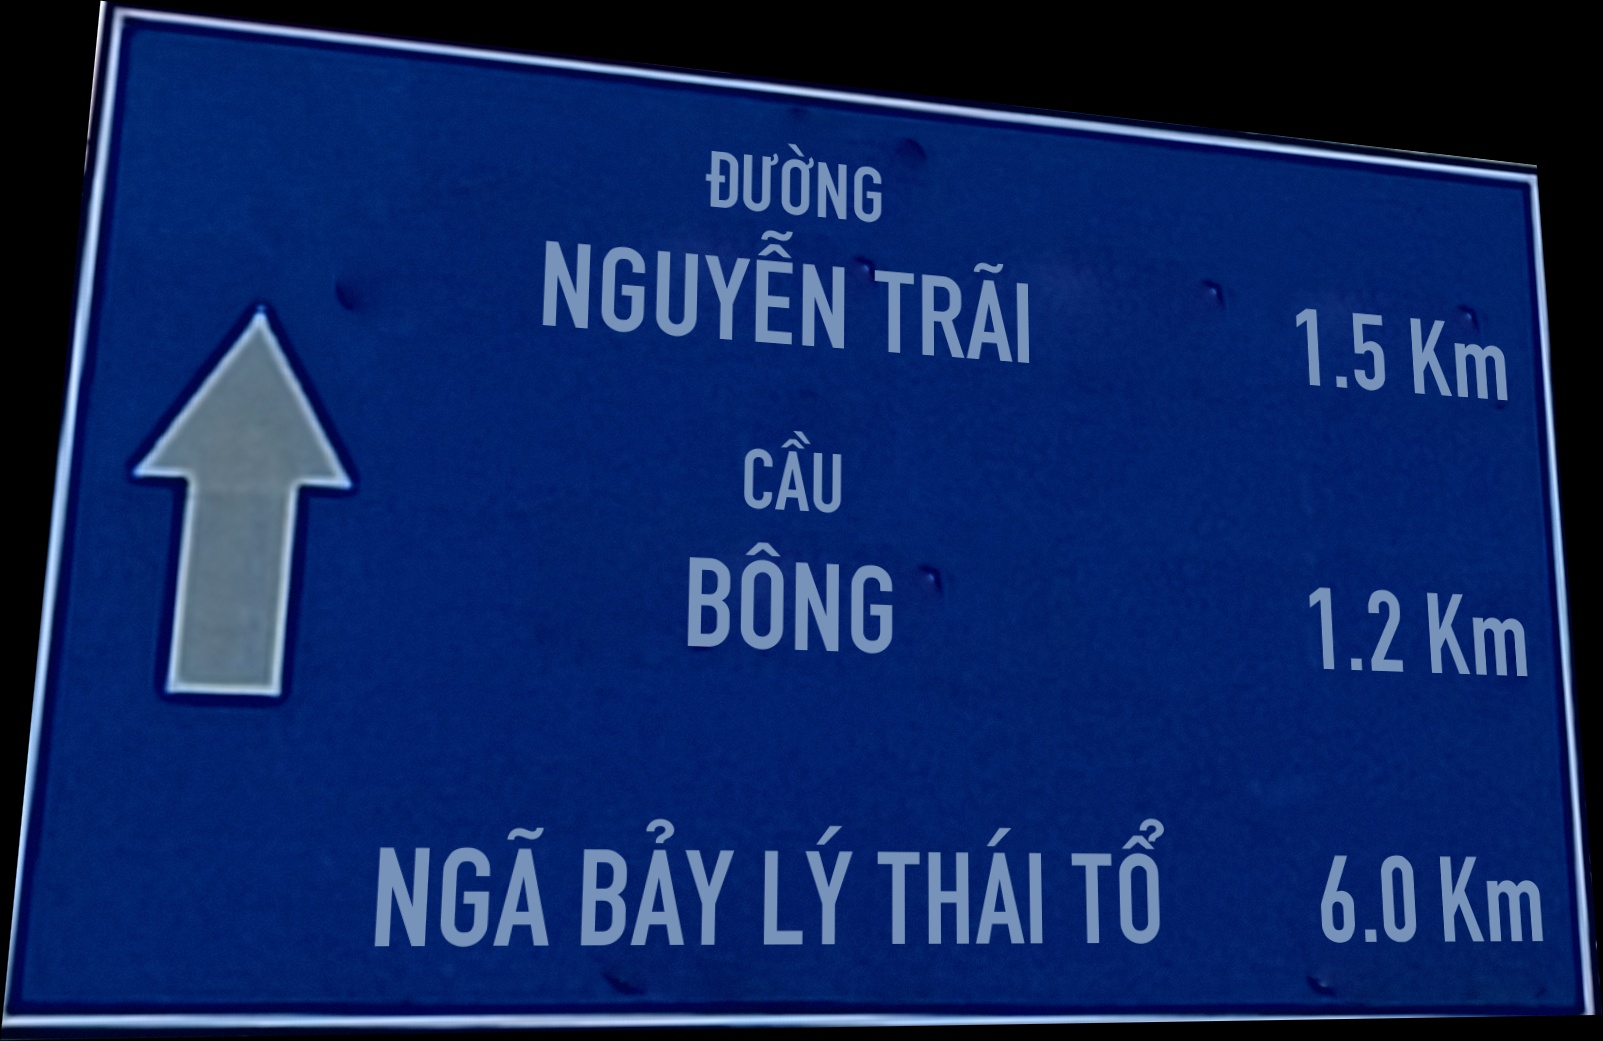 ĐƯỜNG
NGUYỄN TRÃI 1.5 Km
CẦU
BÔNG 1.2 Km
NGÃ BẢY LÝ THÁI TỔ 6.0 Km